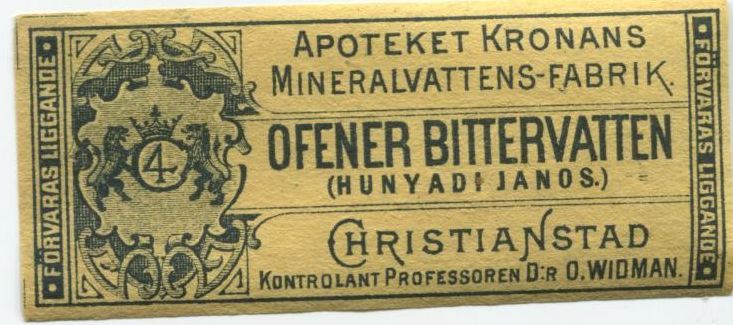 FÖRVARAS LIGGANDE
4
APOTEKET KRONANS
MINERALVATTENS-FABRIK.
OFENER BITTERVATTEN
(HUNYADI JANOS.)
CHRISTIANSTAD
KONTROLANT PROFESSOREN D:R O. WIDMAN.
FÖRVARAS LIGGANDE